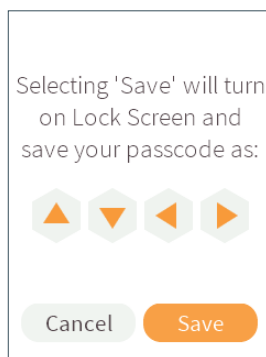 Selecting 'Save' will turn
on Lock Screen and
save your passcode as:
Cancel Save